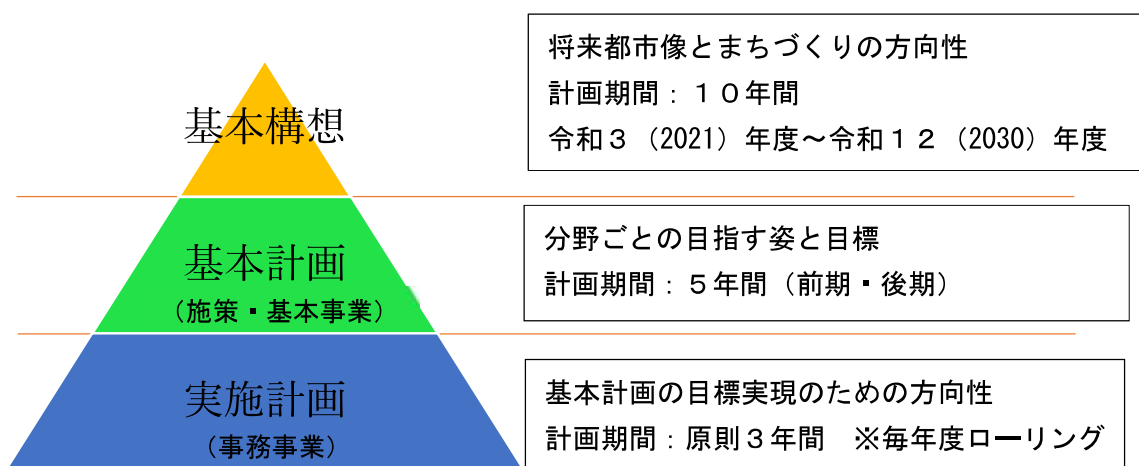 基本構想
将来都市像とまちづくりの方向性
計画期間：１０年間
令和３（2021）年度～令和１２（2030）年度
基本計画
（施策・基本事業）
分野ごとの目指す姿と目標
計画期間：５年間（前期・後期）
実施計画
（事務事業）
基本計画の目標実現のための方向性
計画期間：原則３年間　※毎年度ローリング